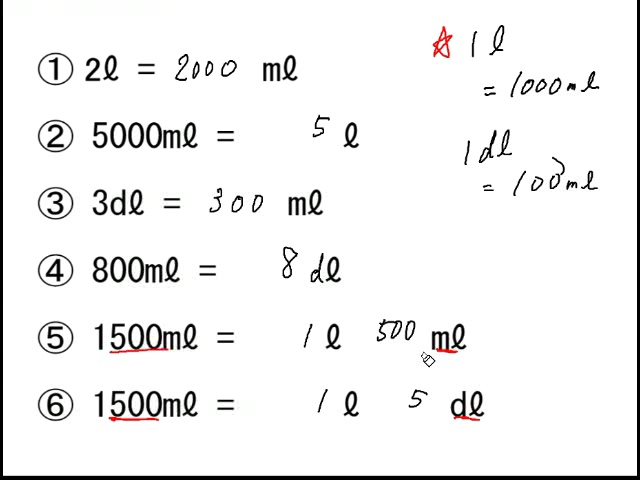 ① 2ℓ = 2000 mℓ
② 5000mℓ = 5 ℓ
③ 3dℓ = 300 mℓ
④ 800mℓ = 8 dℓ
⑤ 1500mℓ = 1 ℓ 500 mℓ
⑥ 1500mℓ = 1 ℓ 5 dℓ
☆ 1ℓ
= 1000mℓ
1dℓ
= 100mℓ